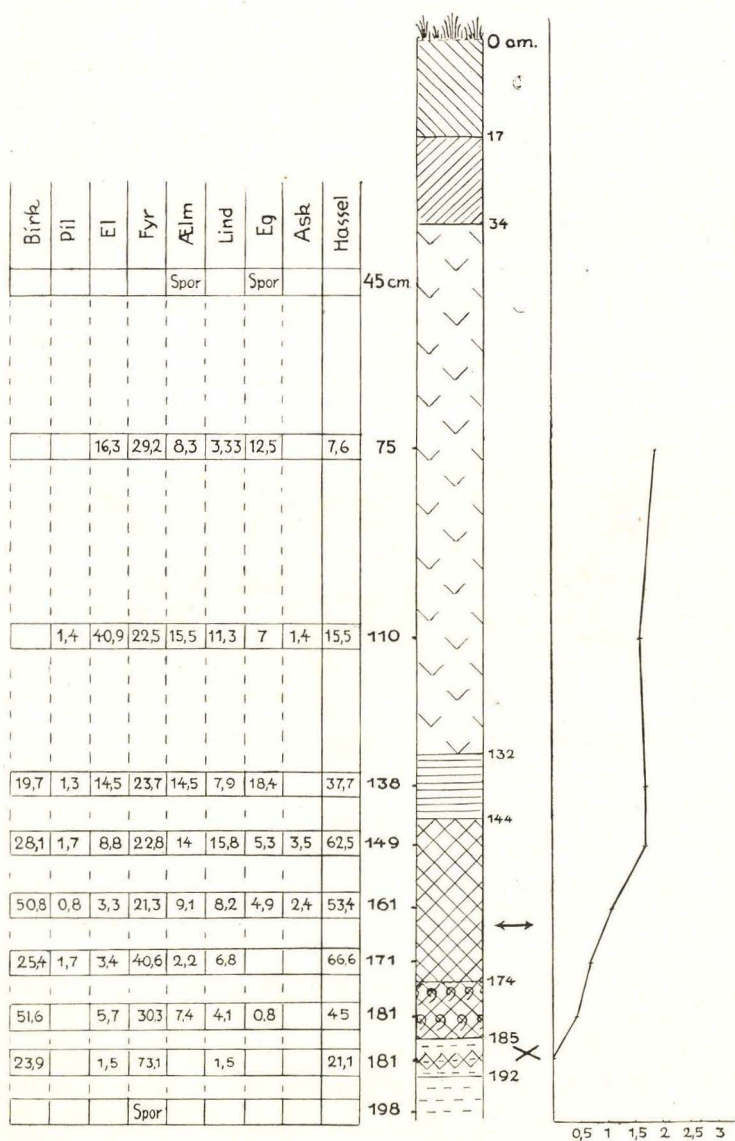 0 cm.
17
34
Birk Pil El Fyr Ælm Lind Eg Ask Hassel
Spor Spor 45 cm
16,3 29,2 8,3 3,33 12,5 7,6 75
1,4 40,9 22,5 15,5 11,3 7 1,4 15,5 110
132
19,7 1,3 14,5 23,7 14,5 7,9 18,4 37,7 138
144
28,1 1,7 8,8 22,8 14 15,8 5,3 3,5 62,5 149
50,8 0,8 3,3 21,3 9,1 8,2 4,9 2,4 53,4 161
25,4 1,7 3,4 40,6 2,2 6,8 66,6 171
174
51,6 5,7 30,3 7,4 4,1 0,8 45 181
185
23,9 1,5 73,1 1,5 21,1 181
192
Spor 198
0,5 1 1,5 2 2,5 3